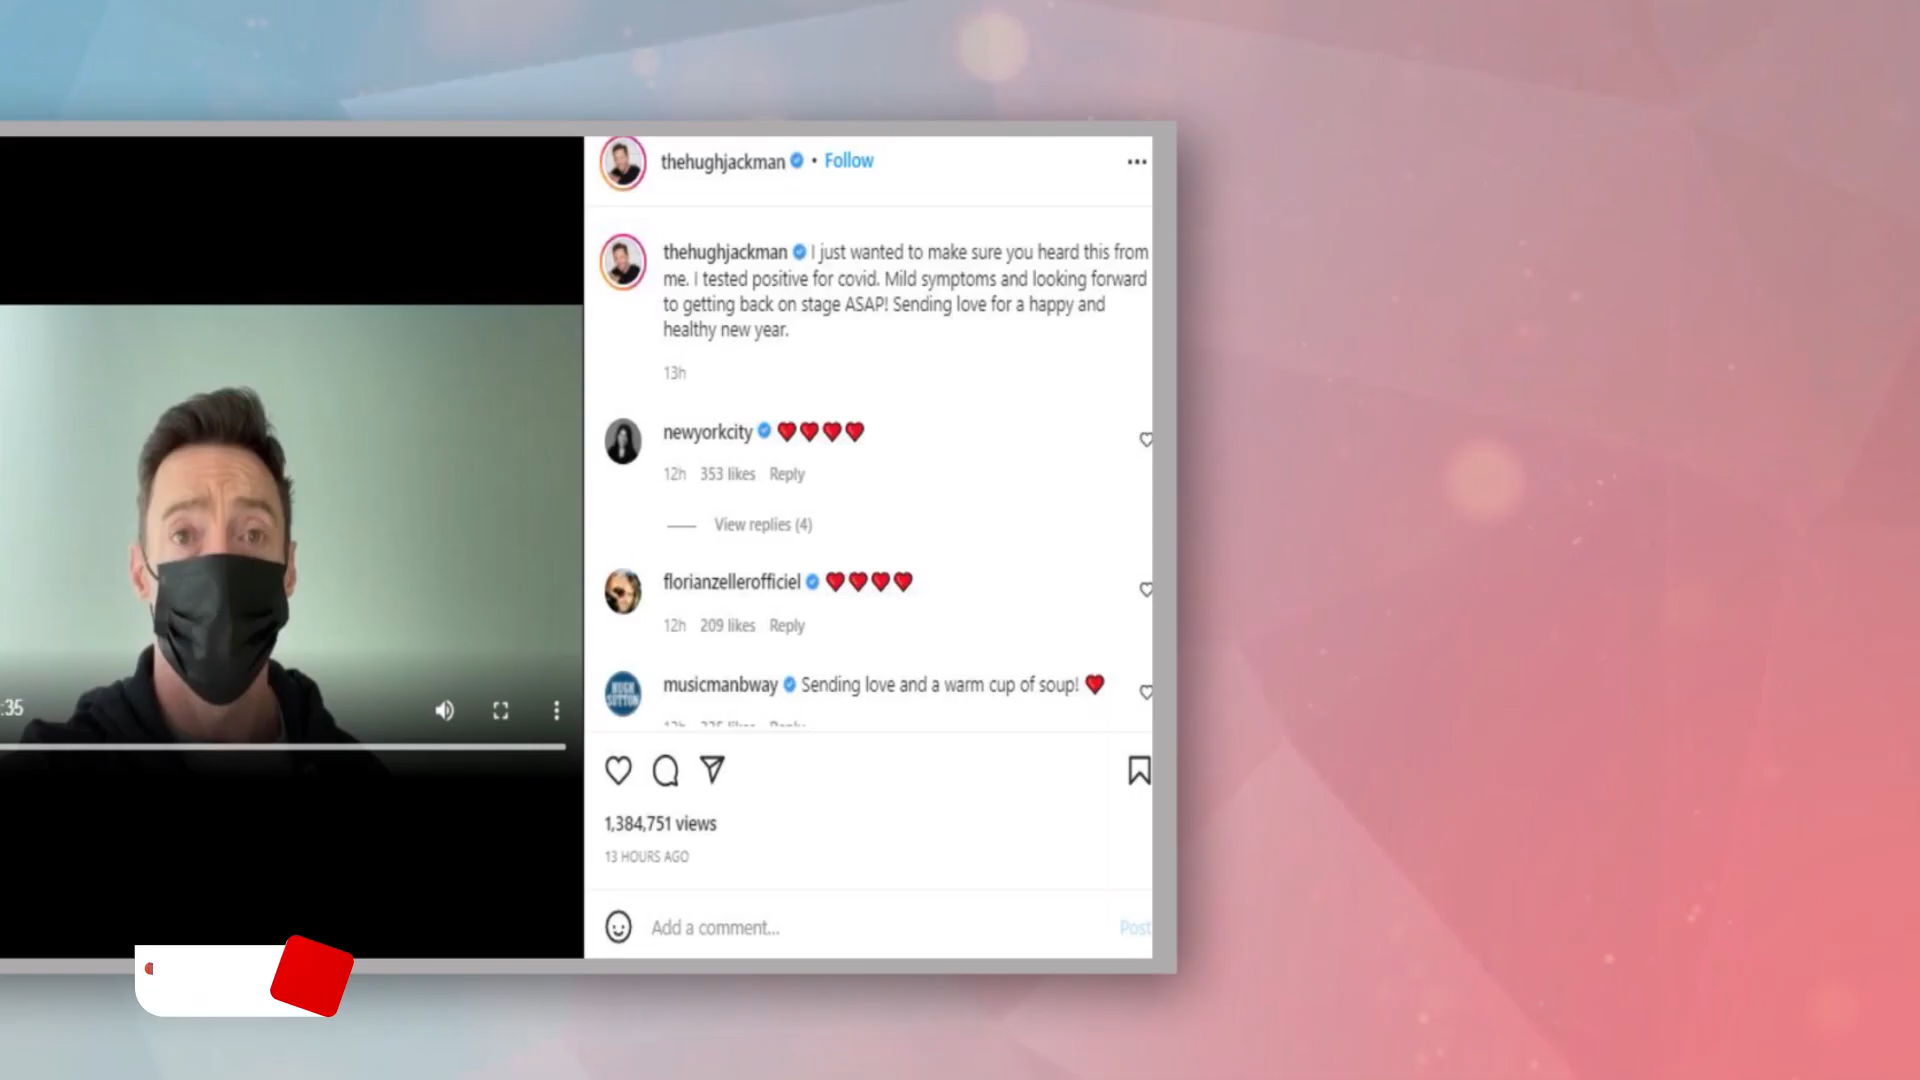 thehughjackman • Follow
thehughjackman I just wanted to make sure you heard this from
me. I tested positive for covid. Mild symptoms and looking forward
to getting back on stage ASAP! Sending love for a happy and
healthy new year.
13h
newyorkcity ❤❤❤❤
12h 353 likes Reply
View replies (4)
florianzellerofficiel ❤❤❤❤
12h 209 likes Reply
HUGH
SUTTON
musicmanbway Sending love and a warm cup of soup! ❤
:35
1,384,751 views
13 HOURS AGO
Add a comment...
Post